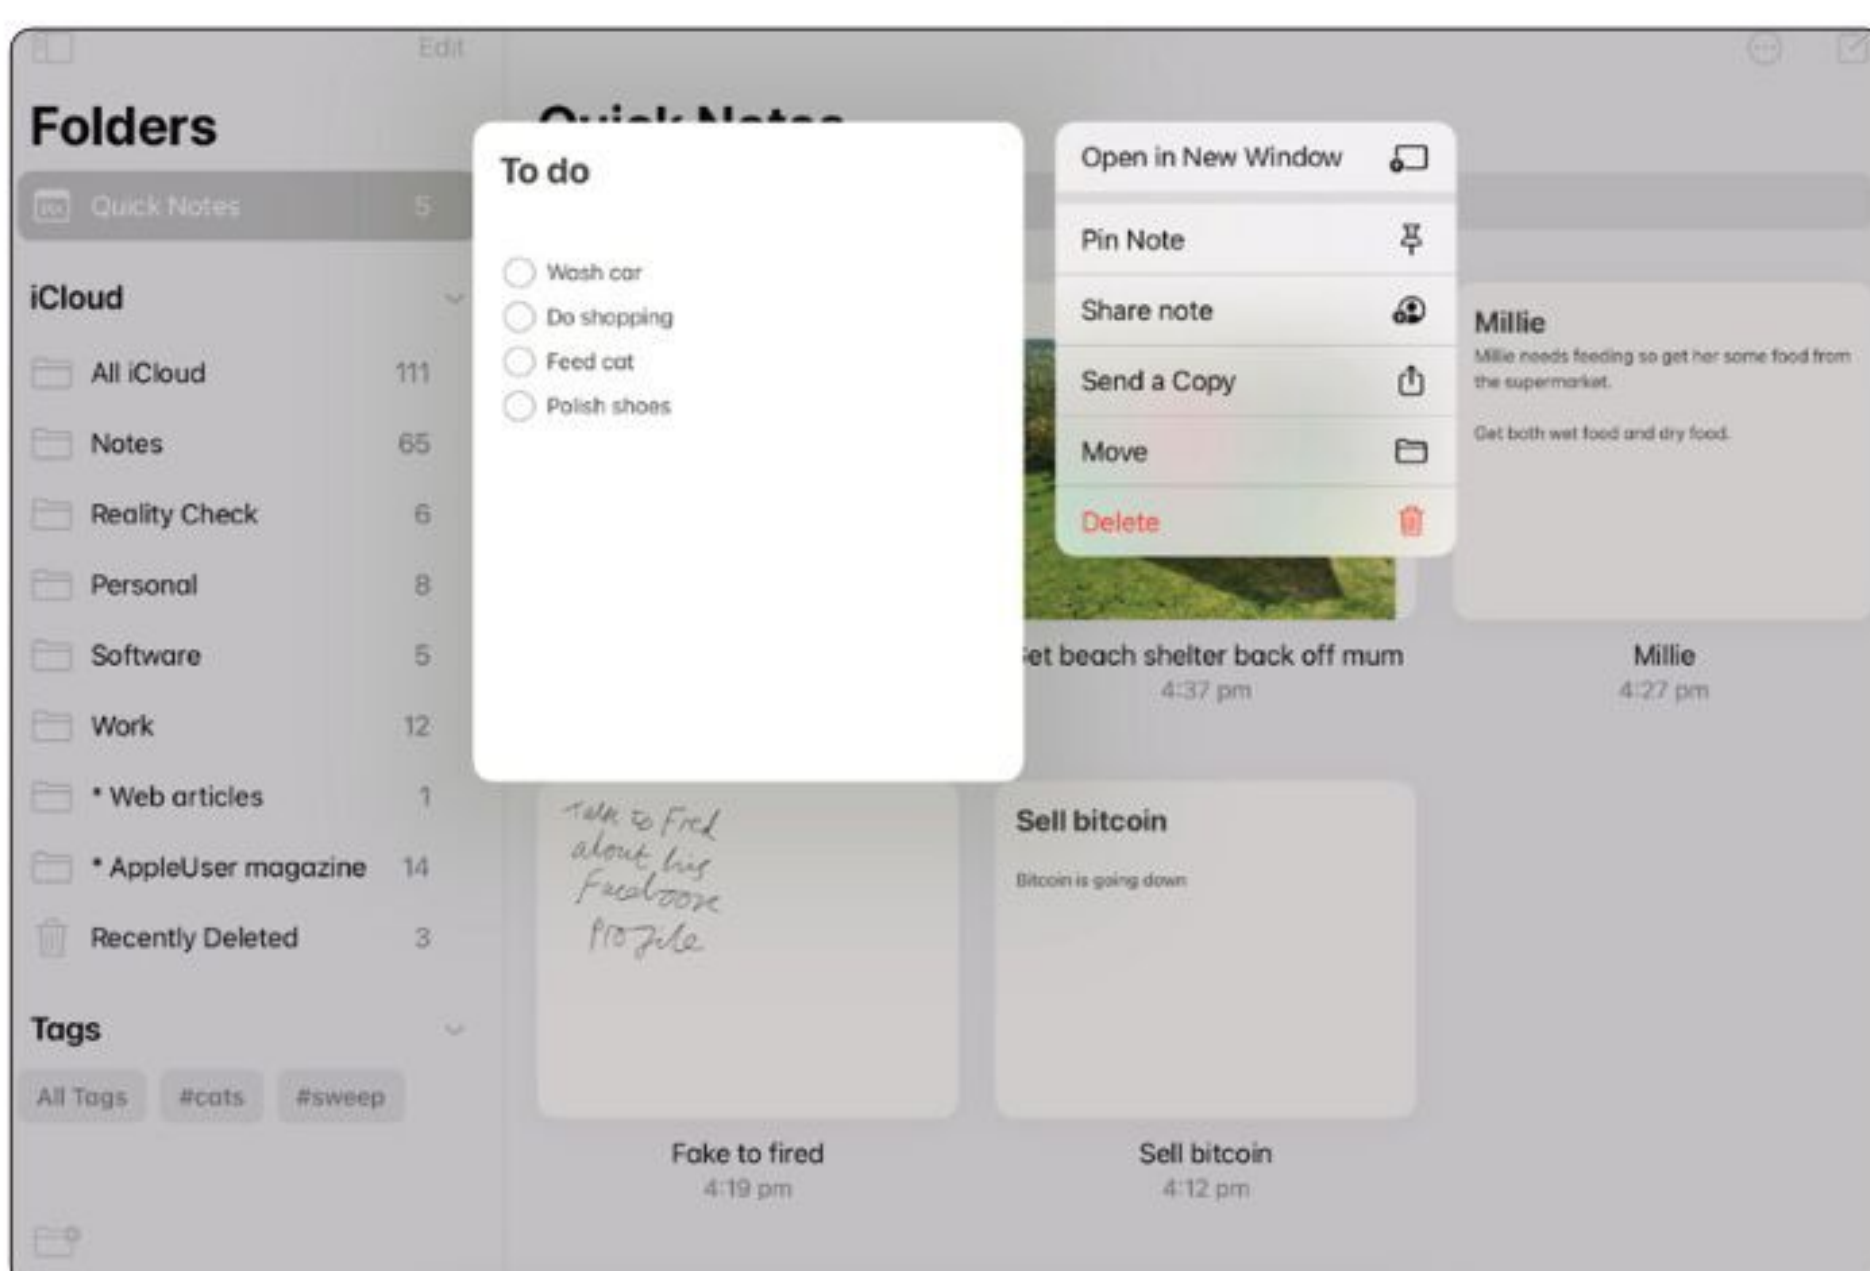 Edit
Folders
Quick Notes 5
iCloud
All iCloud 111
Notes 65
Reality Check 6
Personal 8
Software 5
Work 12
* Web articles 1
* AppleUser magazine 14
Recently Deleted 3
Tags
All Tags #cats #sweep
Quick Notes
To do
Wash car
Do shopping
Feed cat
Polish shoes
Open in New Window
Pin Note
Share note
Send a Copy
Move
Delete
Millie
Millie needs feeding so get her some food from
the supermarket.
Get both wet food and dry food.
et beach shelter back off mum
4:37 pm
Millie
4:27 pm
Talk to Fred
about his
Facebook
Profile
Fake to fired
4:19 pm
Sell bitcoin
Bitcoin is going down
Sell bitcoin
4:12 pm